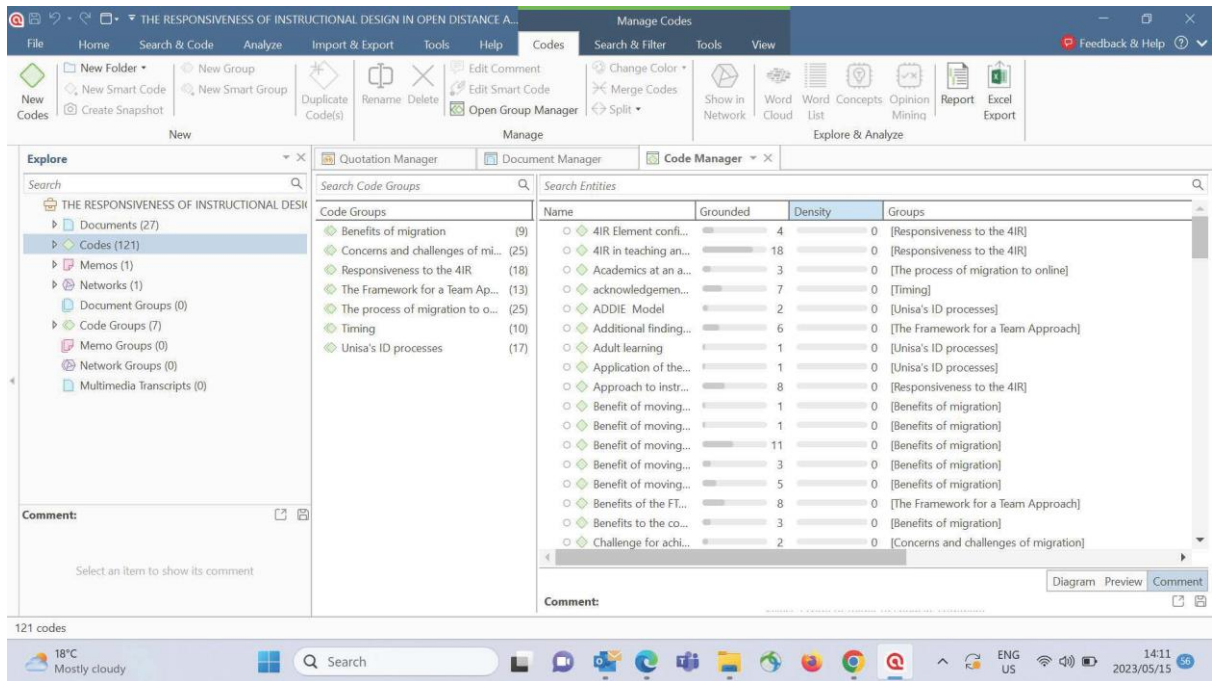 THE RESPONSIVENESS OF INSTRUCTIONAL DESIGN IN OPEN DISTANCE A...
Manage Codes
File Home Search & Code Analyze Import & Export Tools Help Codes Search & Filter Tools View Feedback & Help
New Codes
New Folder
New Smart Code
Create Snapshot
New Group
New Smart Group
New
Duplicate Code(s)
Rename
Delete
Edit Comment
Edit Smart Code
Open Group Manager
Change Color
Merge Codes
Split
Manage
Show in Network
Word Cloud
Word List
Concepts
Opinion Mining
Report
Excel Export
Explore & Analyze
Explore
Search
THE RESPONSIVENESS OF INSTRUCTIONAL DESI
Documents (27)
Codes (121)
Memos (1)
Networks (1)
Document Groups (0)
Code Groups (7)
Memo Groups (0)
Network Groups (0)
Multimedia Transcripts (0)
Comment:
Select an item to show its comment
Quotation Manager
Document Manager
Code Manager
Search Code Groups
Code Groups
Benefits of migration (9)
Concerns and challenges of mi... (25)
Responsiveness to the 4IR (18)
The Framework for a Team Ap... (13)
The process of migration to o... (25)
Timing (10)
Unisa's ID processes (17)
Search Entities
Name Grounded Density Groups
4IR Element confi... 4 0 [Responsiveness to the 4IR]
4IR in teaching an... 18 0 [Responsiveness to the 4IR]
Academics at an a... 3 0 [The process of migration to online]
acknowledgemen... 7 0 [Timing]
ADDIE Model 2 0 [Unisa's ID processes]
Additional finding... 6 0 [The Framework for a Team Approach]
Adult learning 1 0 [Unisa's ID processes]
Application of the... 1 0 [Unisa's ID processes]
Approach to instr... 8 0 [Responsiveness to the 4IR]
Benefit of moving... 1 0 [Benefits of migration]
Benefit of moving... 1 0 [Benefits of migration]
Benefit of moving... 11 0 [Benefits of migration]
Benefit of moving... 3 0 [Benefits of migration]
Benefit of moving... 5 0 [Benefits of migration]
Benefits of the FT... 8 0 [The Framework for a Team Approach]
Benefits to the co... 3 0 [Benefits of migration]
Challenge for achi... 2 0 [Concerns and challenges of migration]
Diagram Preview Comment
Comment:
121 codes
18°C
Mostly cloudy
Search
ENG
US
14:11
2023/05/15
56